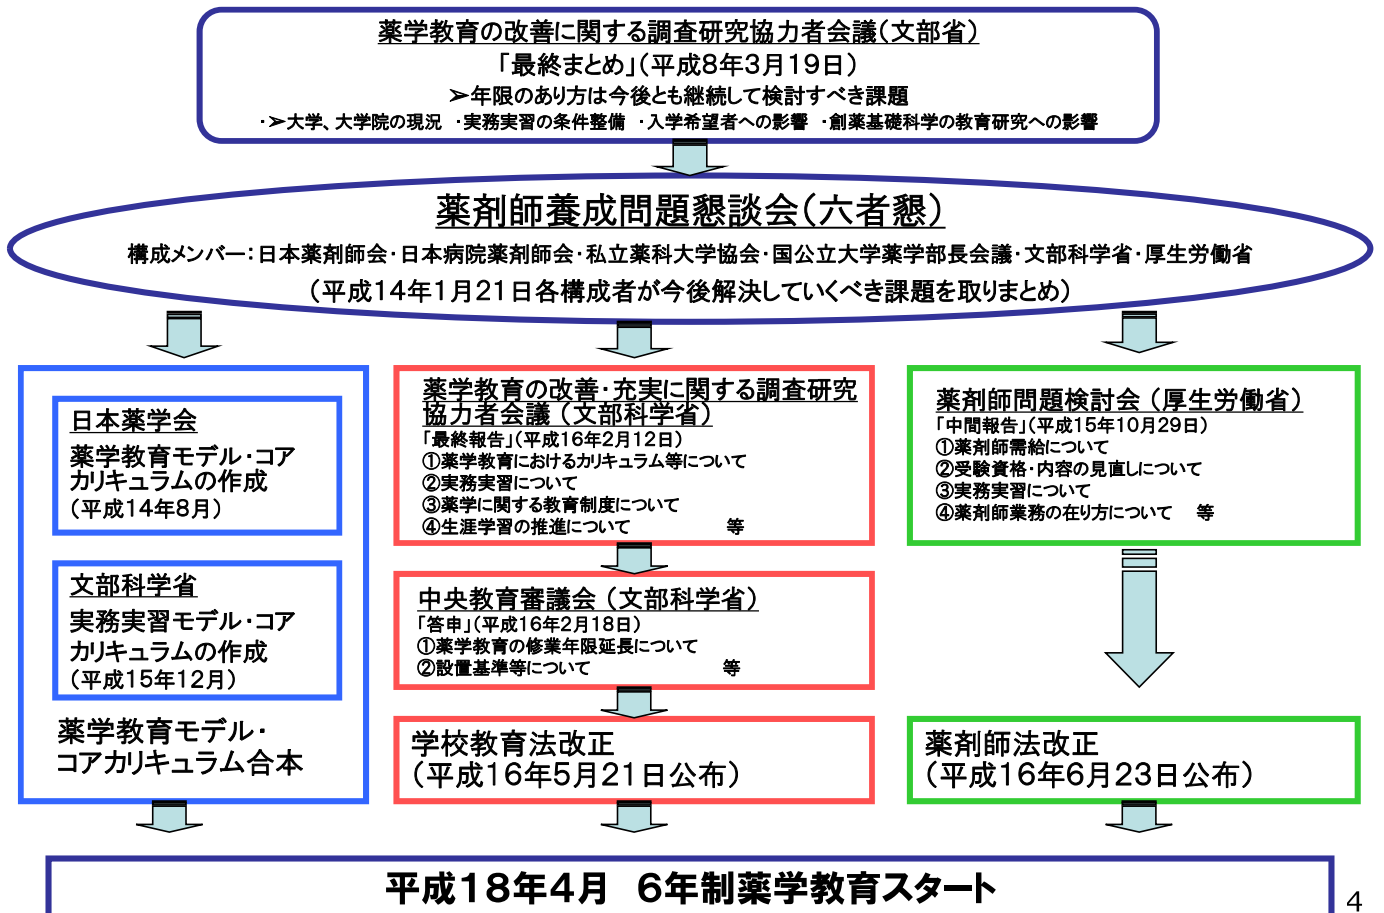 薬学教育の改善に関する調査研究協力者会議（文部省）
「最終まとめ」（平成8年3月19日）
➢年限のあり方は今後とも継続して検討すべき課題
・➢大学、大学院の現況　・実務実習の条件整備　・入学希望者への影響　・創薬基礎科学の教育研究への影響
薬剤師養成問題懇談会（六者懇）
構成メンバー：日本薬剤師会・日本病院薬剤師会・私立薬科大学協会・国公立大学薬学部長会議・文部科学省・厚生労働省
（平成14年1月21日各構成者が今後解決していくべき課題を取りまとめ）
日本薬学会
薬学教育モデル・コア
カリキュラムの作成
（平成14年8月）
文部科学省
実務実習モデル・コア
カリキュラムの作成
（平成15年12月）
薬学教育モデル・
コアカリキュラム合本
薬学教育の改善・充実に関する調査研究
協力者会議（文部科学省）
「最終報告」（平成16年2月12日）
①薬学教育におけるカリキュラム等について
②実務実習について
③薬学に関する教育制度について
④生涯学習の推進について　　　　　等
中央教育審議会（文部科学省）
「答申」（平成16年2月18日）
①薬学教育の修業年限延長について
②設置基準等について　　　　　　　等
学校教育法改正
（平成16年5月21日公布）
薬剤師問題検討会（厚生労働省）
「中間報告」（平成15年10月29日）
①薬剤師需給について
②受験資格・内容の見直しについて
③実務実習について
④薬剤師業務の在り方について　等
薬剤師法改正
（平成16年6月23日公布）
平成18年4月　6年制薬学教育スタート
4